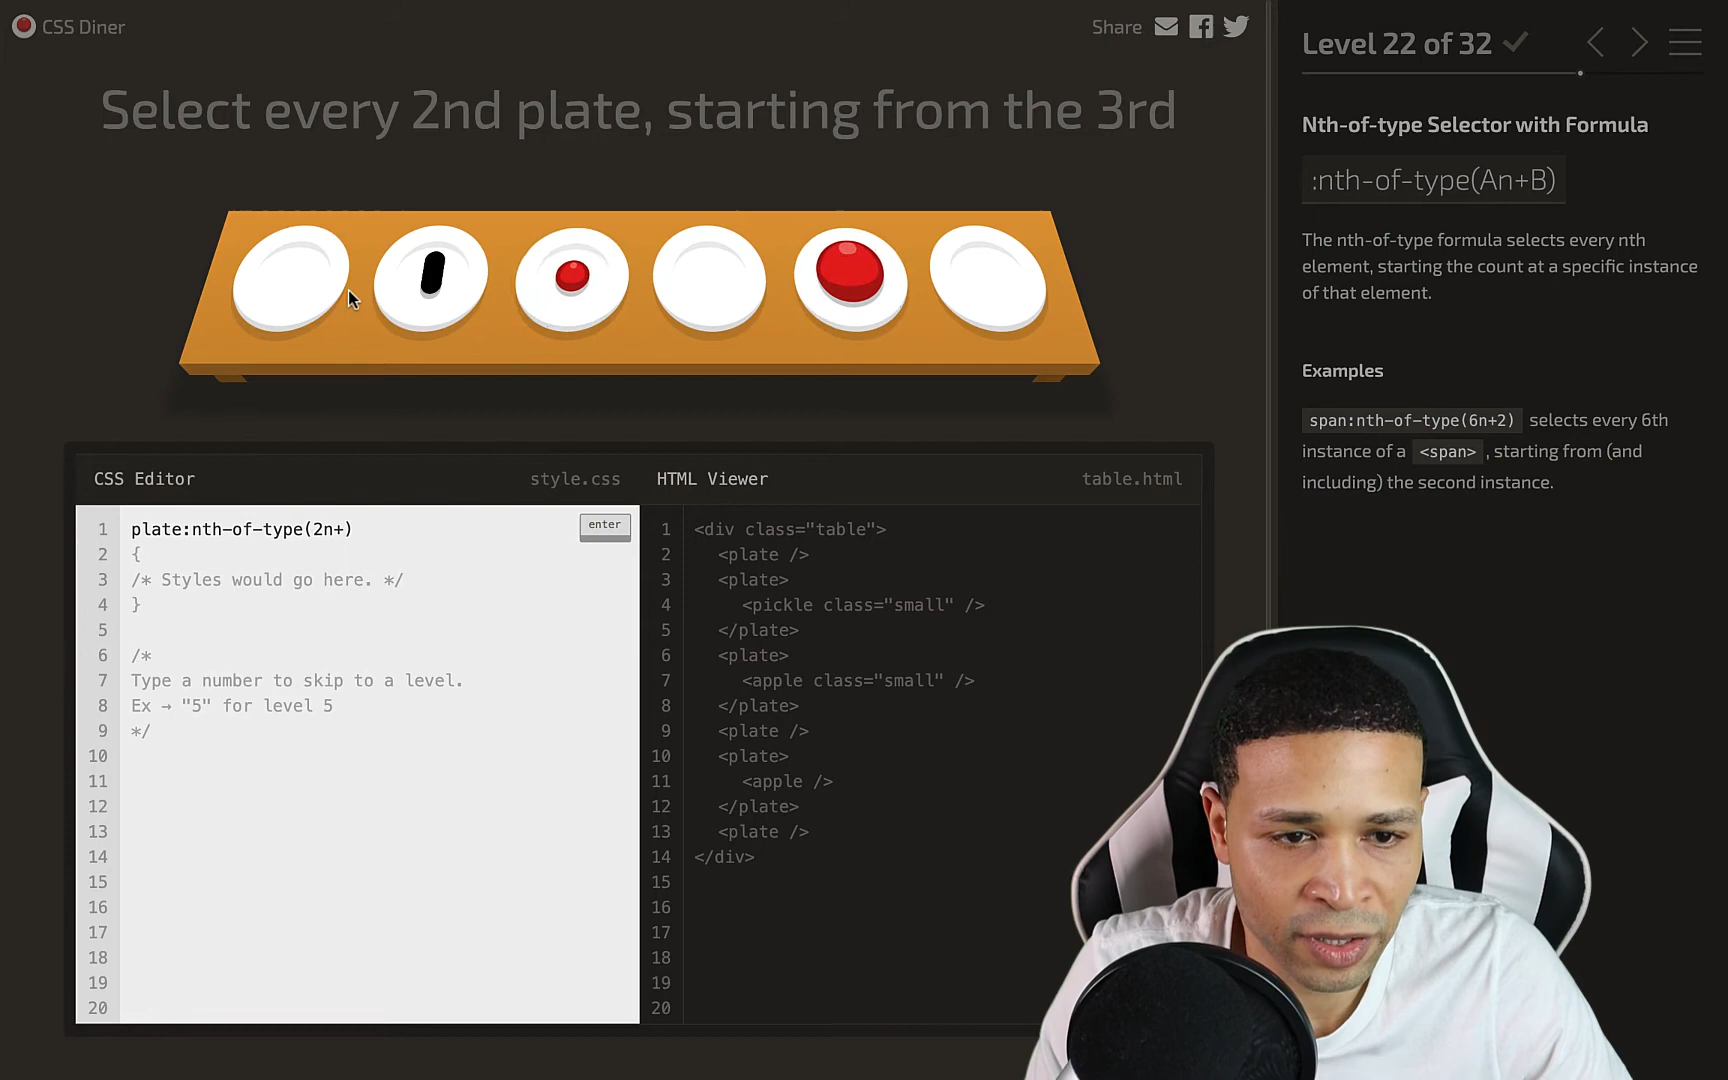 CSS Diner
Share
Select every 2nd plate, starting from the 3rd
CSS Editor
style.css
1 plate:nth-of-type(2n+)
enter
2 {
3 /* Styles would go here. */
4 }
5
6 /*
7 Type a number to skip to a level.
8 Ex → "5" for level 5
9 */
10
11
12
13
14
15
16
17
18
19
20
HTML Viewer
table.html
1 <div class="table">
2 <plate />
3 <plate>
4 <pickle class="small" />
5 </plate>
6 <plate>
7 <apple class="small" />
8 </plate>
9 <plate />
10 <plate>
11 <apple />
12 </plate>
13 <plate />
14 </div>
15
16
17
18
19
20
Level 22 of 32
Nth-of-type Selector with Formula
:nth-of-type(An+B)
The nth-of-type formula selects every nth
element, starting the count at a specific instance
of that element.
Examples
span:nth-of-type(6n+2) selects every 6th
instance of a <span> , starting from (and
including) the second instance.